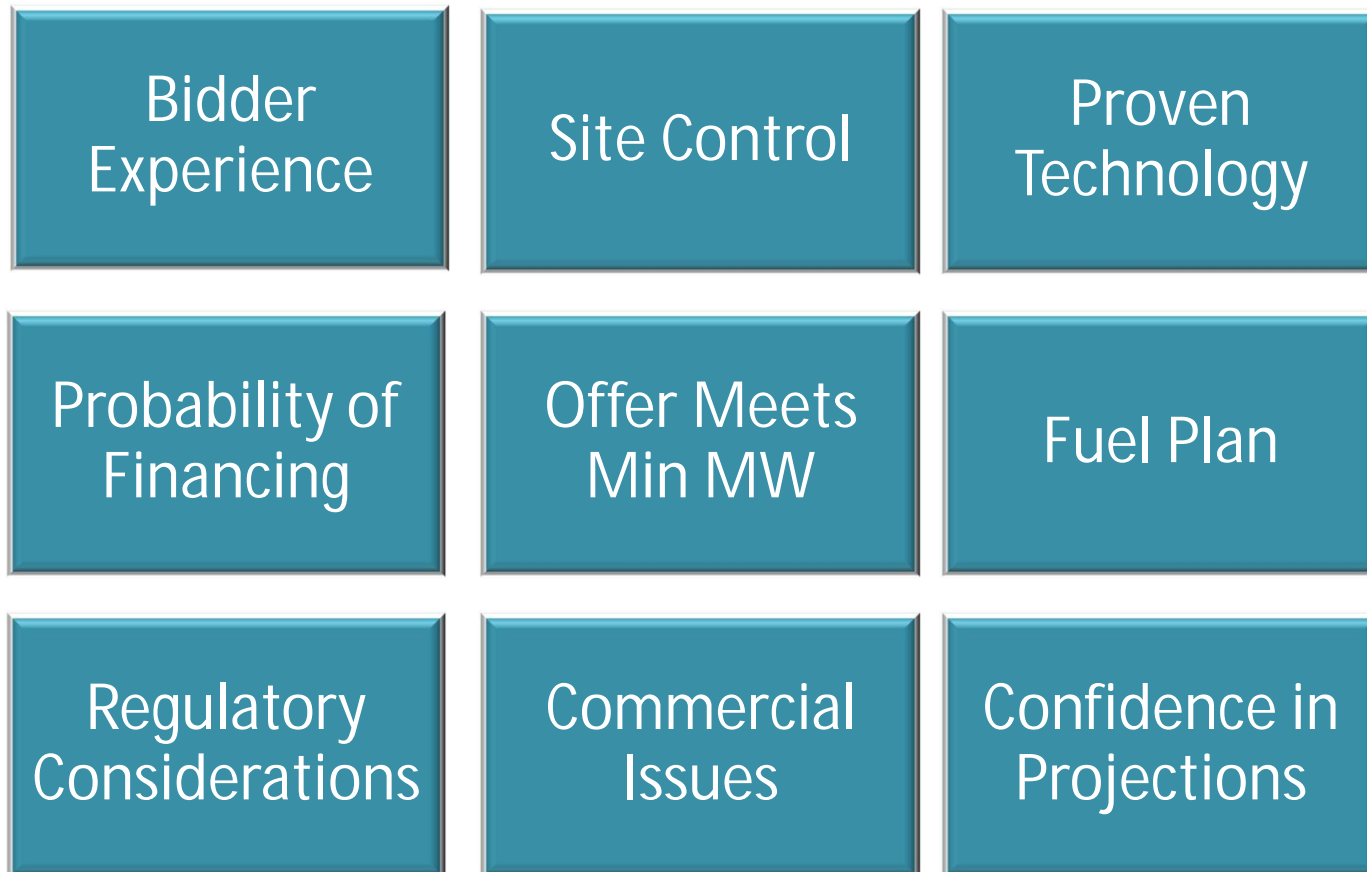 Bidder
Experience
Site Control
Proven
Technology
Probability of
Financing
Offer Meets
Min MW
Fuel Plan
Regulatory
Considerations
Commercial
Issues
Confidence in
Projections